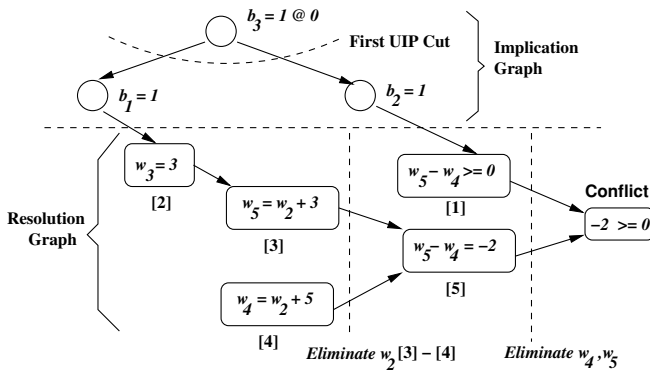 b3 = 1 @ 0
First UIP Cut
Implication
Graph
b1 = 1
b2 = 1
w3 = 3
w5 − w4 >= 0
Conflict
[2]
[1]
Resolution
Graph
w5 = w2 + 3
−2 >= 0
[3]
w5 − w4 = −2
[5]
w4 = w2 + 5
[4]
Eliminate w2 [3] − [4]
Eliminate w4 , w5